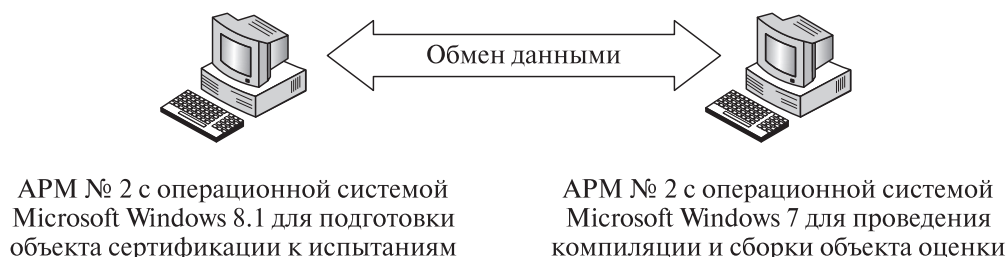 Обмен данными
АРМ № 2 с операционной системой
Microsoft Windows 8.1 для подготовки
объекта сертификации к испытаниям
АРМ № 2 с операционной системой
Microsoft Windows 7 для проведения
компиляции и сборки объекта оценки